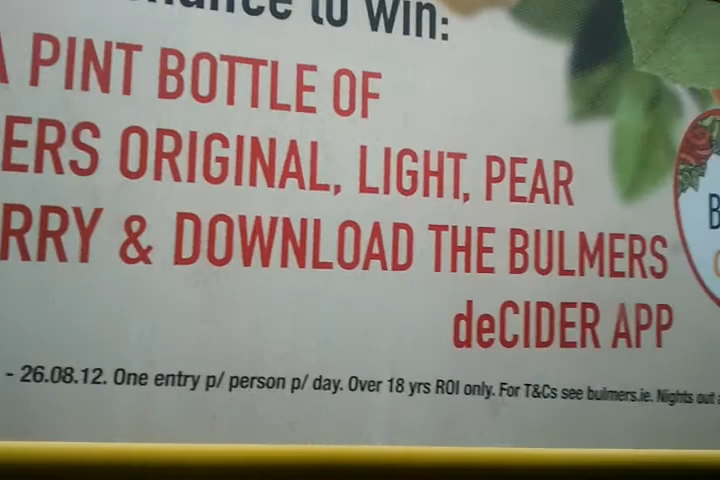 to win:
A PINT BOTTLE OF
ERS ORIGINAL, LIGHT, PEAR
RRY & DOWNLOAD THE BULMERS
deCIDER APP
- 26.08.12. One entry p/ person p/ day. Over 18 yrs ROI only. For T&Cs see bulmers.ie. Nights out